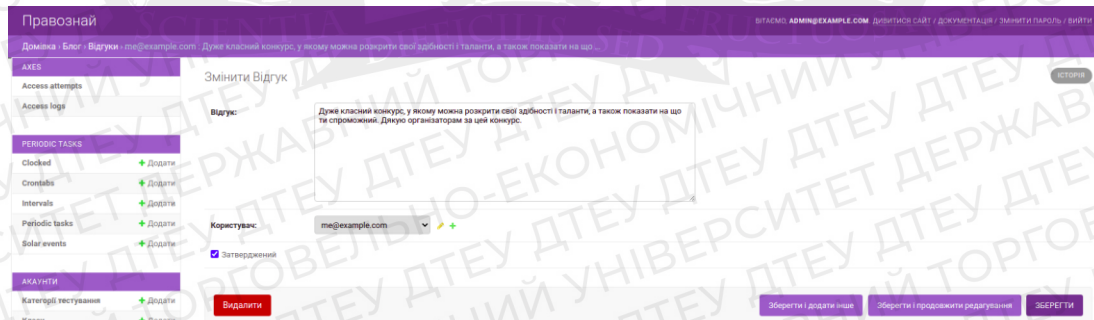 Правознай
ВІТАЄМО, ADMIN@EXAMPLE.COM. ДИВИТИСЯ САЙТ / ДОКУМЕНТАЦІЯ / ЗМІНИТИ ПАРОЛЬ / ВИЙТИ
Домівка › Блог › Відгуки › me@example.com : Дуже класний конкурс, у якому можна розкрити свої здібності і таланти, а також показати на що ...
AXES
Access attempts
Access logs
PERIODIC TASKS
Clocked + Додати
Crontabs + Додати
Intervals + Додати
Periodic tasks + Додати
Solar events + Додати
АКАУНТИ
Категорії тестування + Додати
Змінити Відгук
ІСТОРІЯ
Відгук:
Дуже класний конкурс, у якому можна розкрити свої здібності і таланти, а також показати на що
ти спроможний. Дякую організаторам за цей конкурс.
Користувач: me@example.com
Затверджений
Видалити
Зберегти і додати інше
Зберегти і продовжити редагування
ЗБЕРЕГТИ